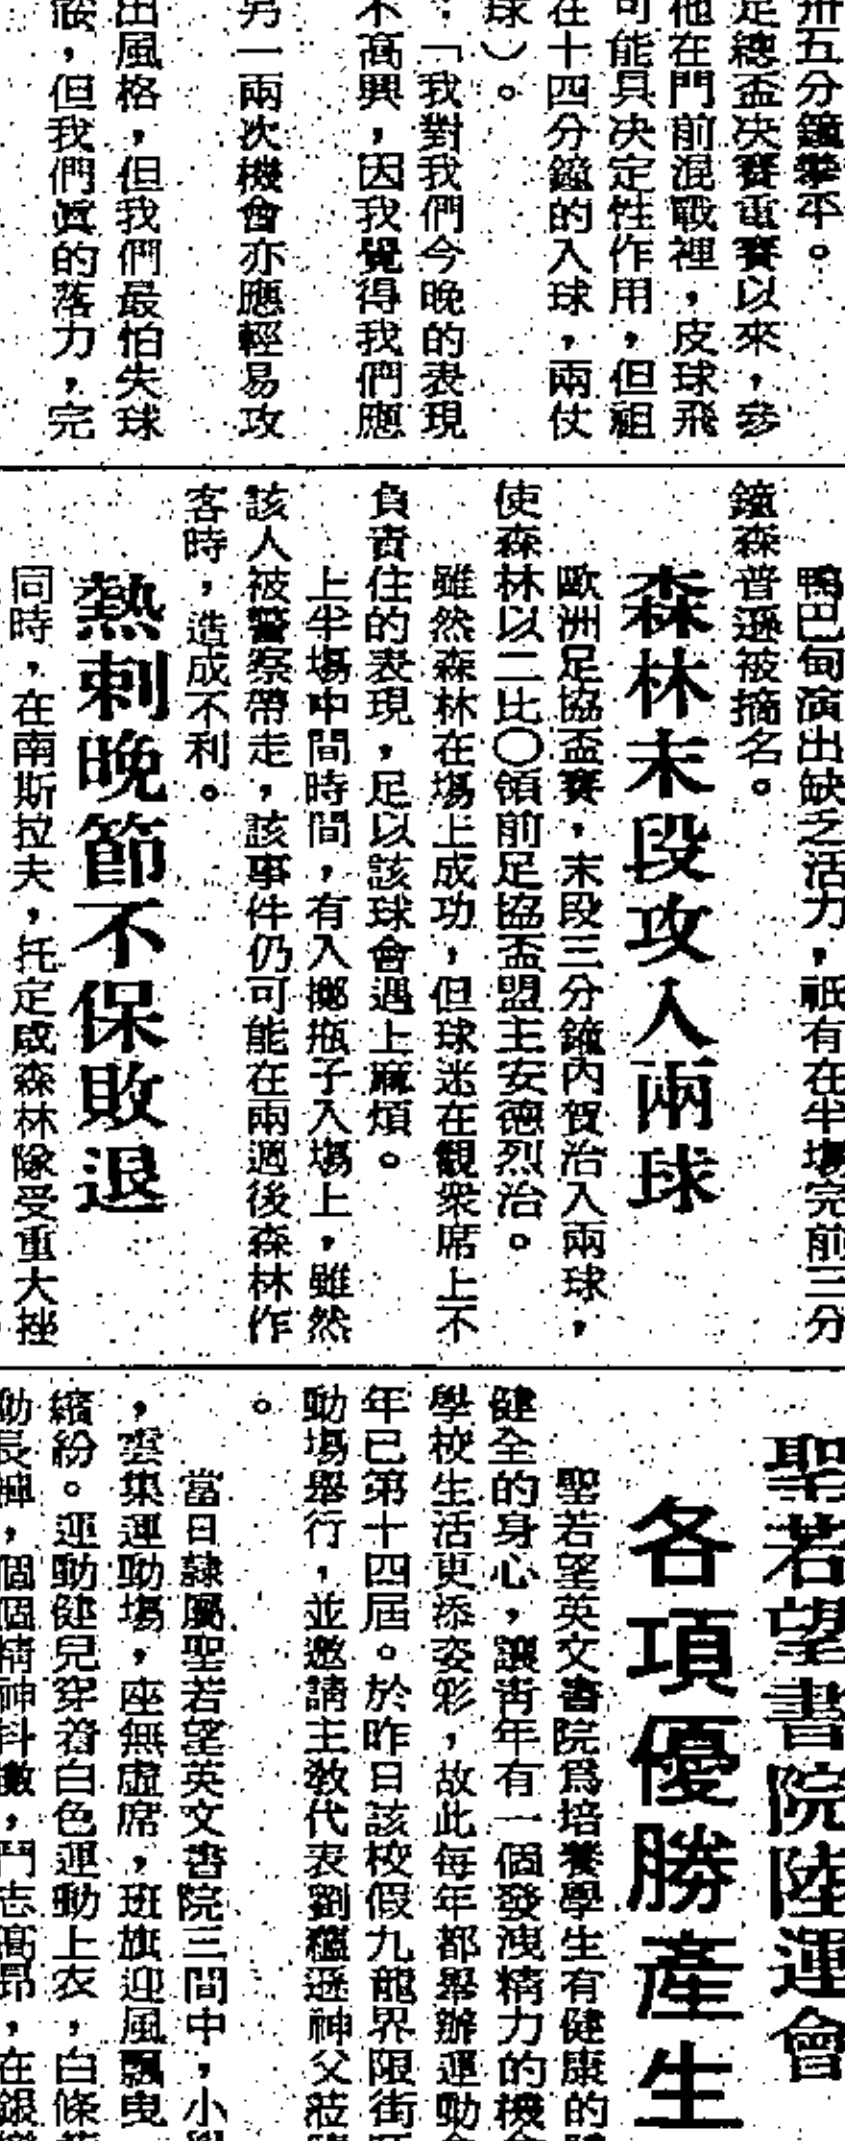 卅五分鐘攀平。
足總盃決賽重賽以來，參
他在門前混戰裡，皮球飛
可能具決定性作用，但祖
在十四分鐘的入球，兩仗
球）。
：「我對我們今晚的表現
不高興，因我覺得我們應
另一兩次機會亦應輕易攻
出風格，但我們最怕失球
，但我們眞的落力，完
鴨巴甸演出缺乏活力，祇有在半場完前三分
鐘森普遜被摘名。
森林末段攻入兩球
歐洲足協盃賽，末段三分鐘內賀治入兩球，
使森林以二比〇領前足協盃盟主安德烈治。
雖然森林在場上成功，但球迷在觀衆席上不
負責任的表現，足以該球會遇上麻煩。
上半場中間時間，有人擲瓶子入場上，雖然
該人被警察帶走，該事件仍可能在兩週後森林作
客時，造成不利。
熱刺晚節不保敗退
同時，在南斯拉夫，托定咸森林隊受重大挫
聖若望書院陸運會
各項優勝產生
聖若望英文書院爲培養學生有健康的
健全的身心，讓青年有一個發洩精力的機
學校生活更添姿彩，故此每年都舉辦運動
年已第十四屆。於昨日該校假九龍界限街
動場舉行，並邀請主教代表劉蘊遜神父蒞
。
當日隸屬聖若望英文書院三間中，小
，雲集運動場，座無虛席，班旗迎風飄曳
繽紛。運動健兒穿着白色運動上衣，白條
動長褲，個個精神抖擻，鬥志高昂，在銀樂